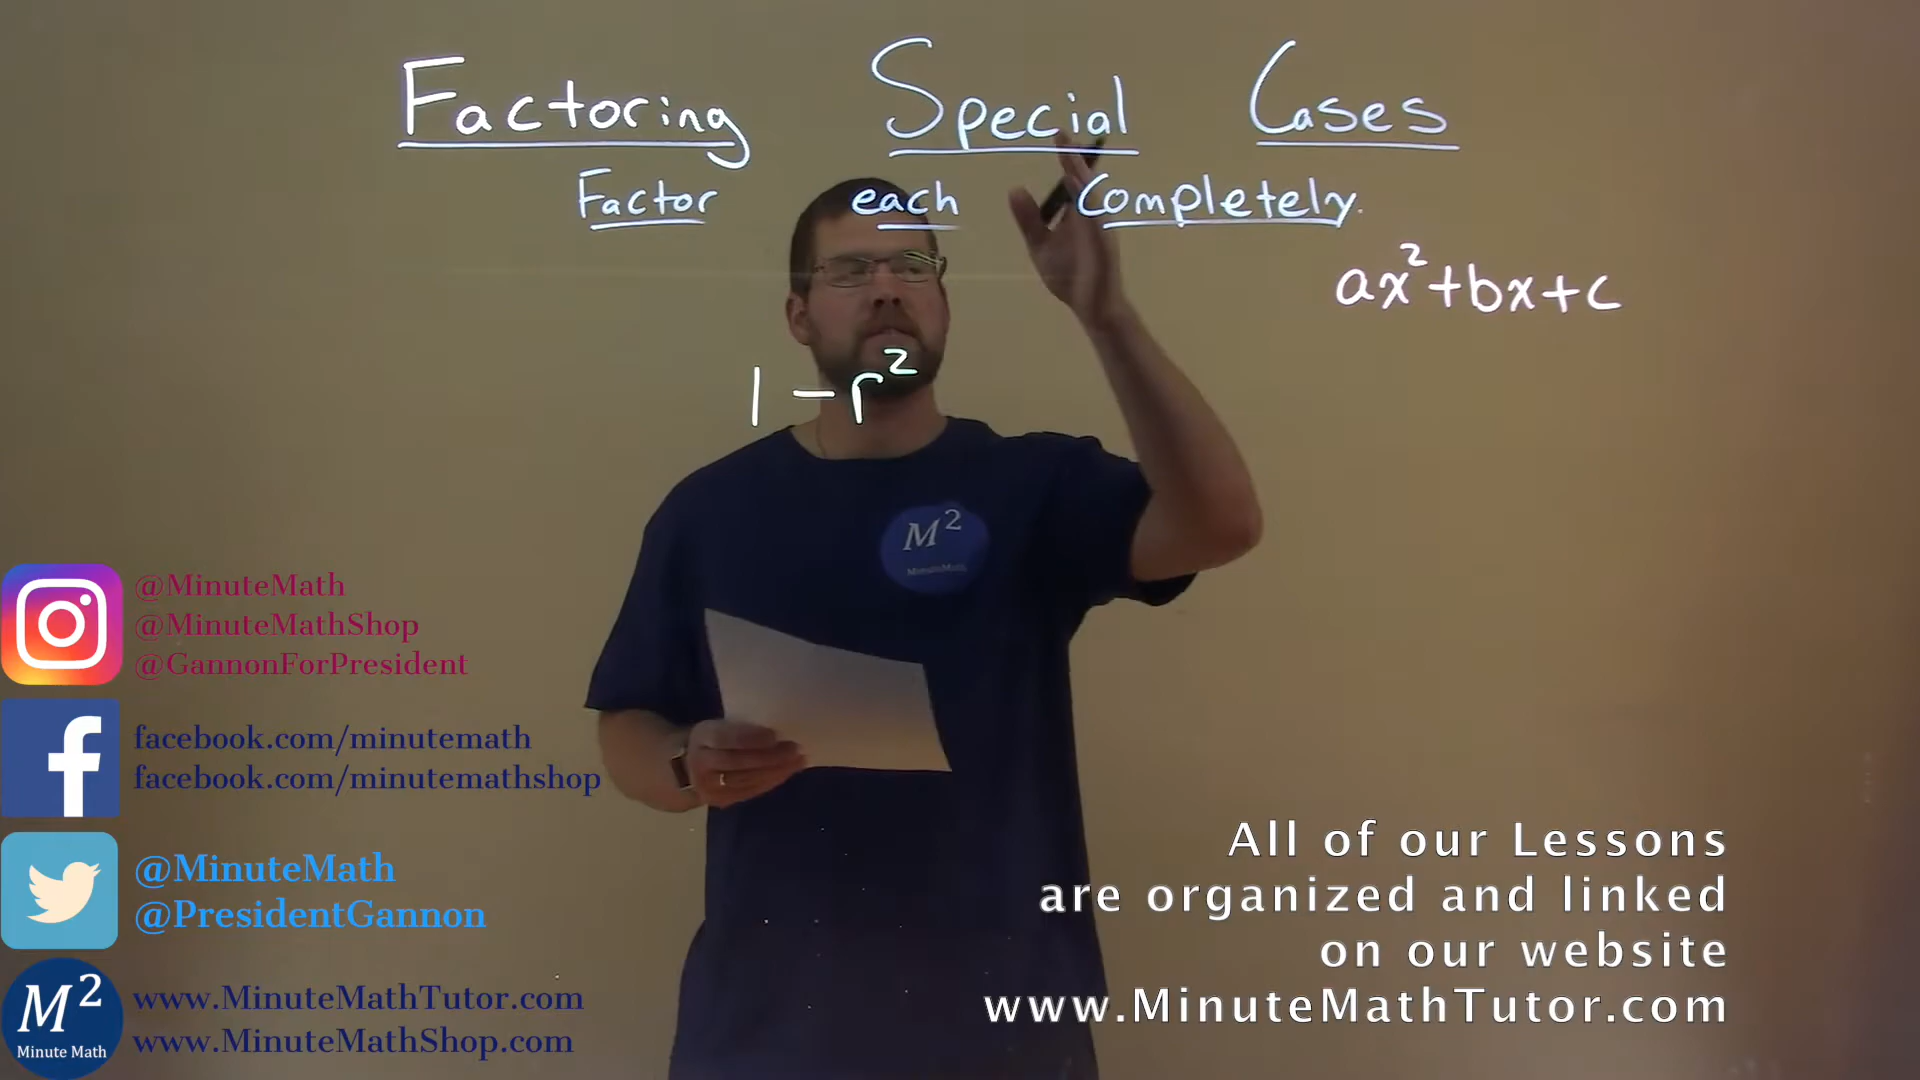 Factoring Special Cases
Factor each Completely.
ax²+bx+c
1-r²
M²
MinuteMath
@MinuteMath
@MinuteMathShop
@GannonForPresident
facebook.com/minutemath
facebook.com/minutemathshop
@MinuteMath
@PresidentGannon
M²
Minute Math
www.MinuteMathTutor.com
www.MinuteMathShop.com
All of our Lessons
are organized and linked
on our website
www.MinuteMathTutor.com